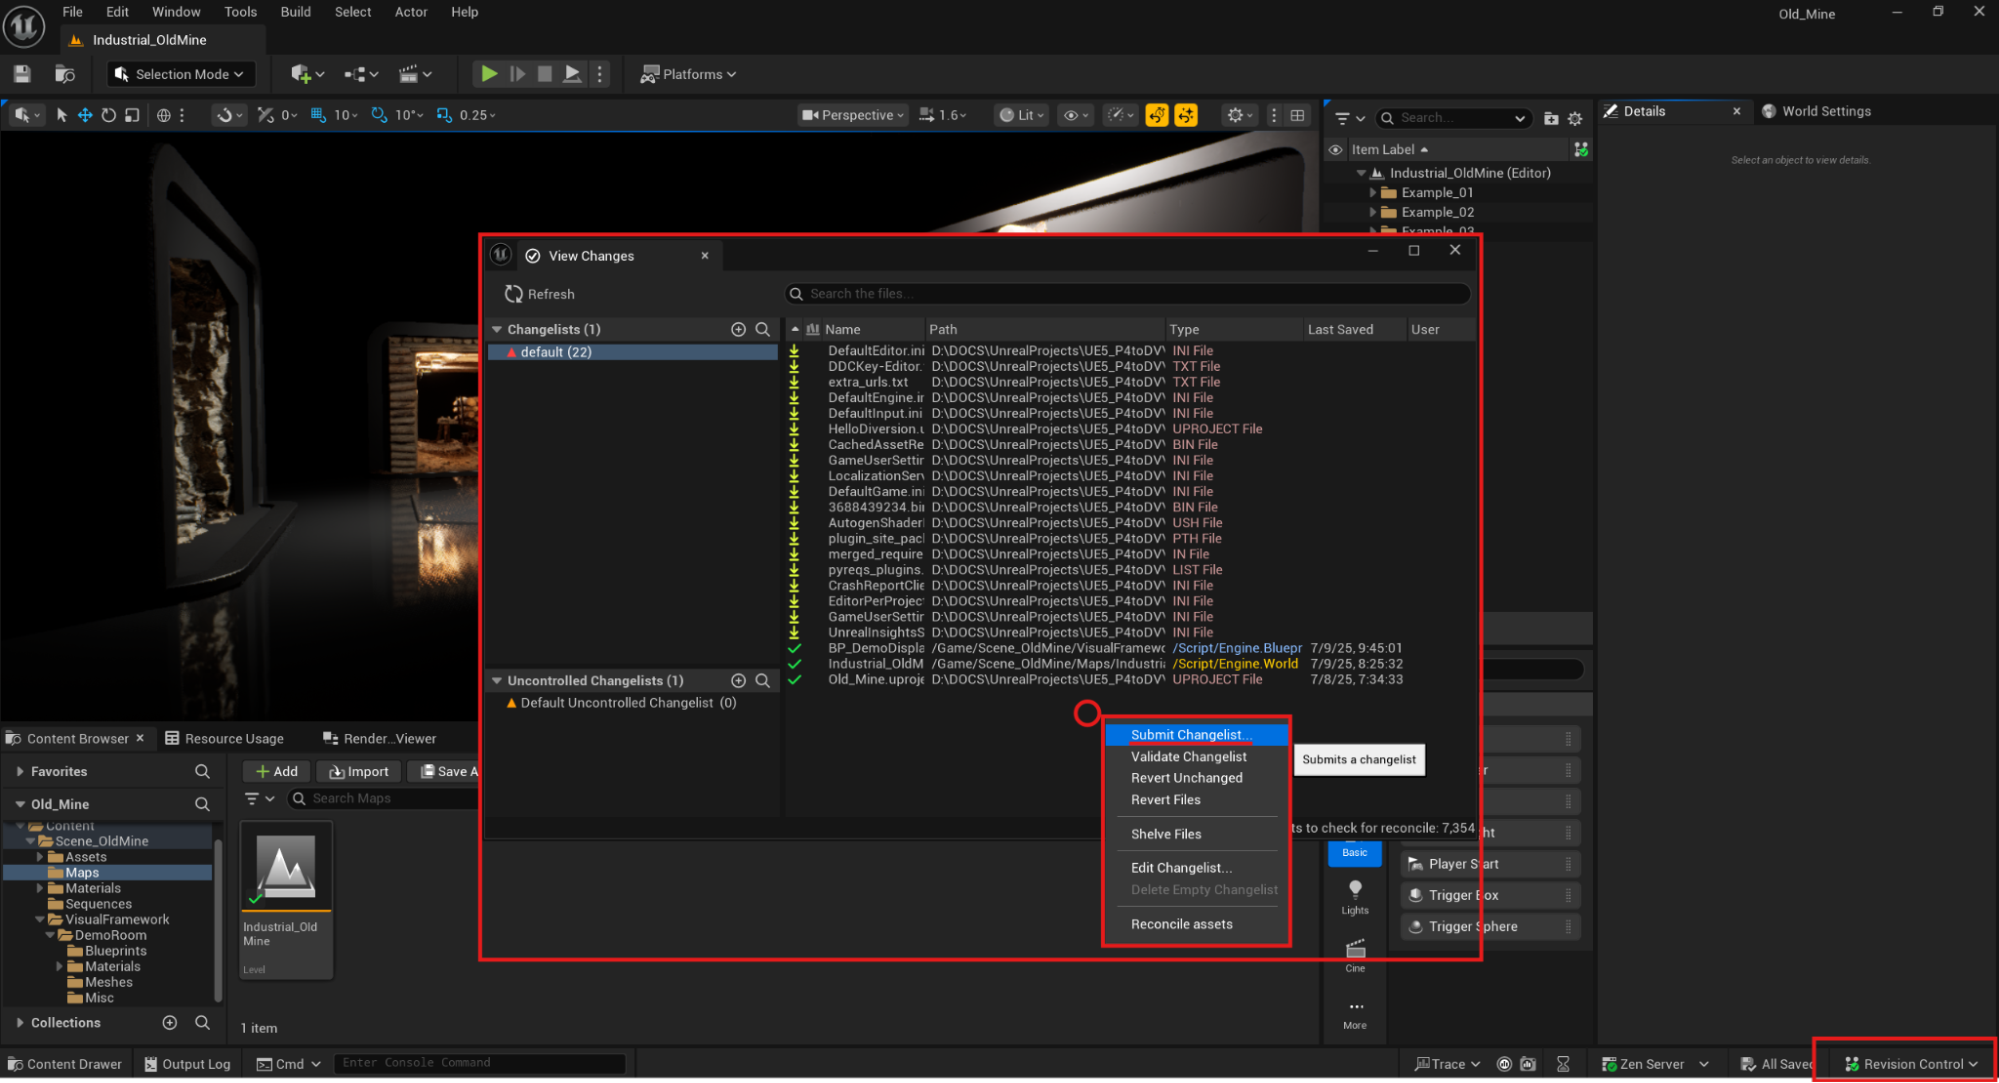 File Edit Window Tools Build Select Actor Help
Old_Mine
Industrial_OldMine
Selection Mode
Platforms
0 10 10° 0.25
Perspective 1.6 Lit
Search...
Details
World Settings
Item Label
Select an object to view details.
Industrial_OldMine (Editor)
Example_01
Example_02
Example_03
View Changes
Refresh
Search the files...
Changelists (1)
Name Path Type Last Saved User
default (22)
DefaultEditor.ini D:\DOCS\UnrealProjects\UE5_P4toDV INI File
DDCKey-Editor. D:\DOCS\UnrealProjects\UE5_P4toDV TXT File
extra_urls.txt D:\DOCS\UnrealProjects\UE5_P4toDV TXT File
DefaultEngine.in D:\DOCS\UnrealProjects\UE5_P4toDV INI File
DefaultInput.ini D:\DOCS\UnrealProjects\UE5_P4toDV INI File
HelloDiversion.u D:\DOCS\UnrealProjects\UE5_P4toDV UPROJECT File
CachedAssetRe D:\DOCS\UnrealProjects\UE5_P4toDV BIN File
GameUserSettin D:\DOCS\UnrealProjects\UE5_P4toDV INI File
LocalizationServ D:\DOCS\UnrealProjects\UE5_P4toDV INI File
DefaultGame.ini D:\DOCS\UnrealProjects\UE5_P4toDV INI File
3688439234.bin D:\DOCS\UnrealProjects\UE5_P4toDV BIN File
AutogenShader D:\DOCS\UnrealProjects\UE5_P4toDV USH File
plugin_site_pac D:\DOCS\UnrealProjects\UE5_P4toDV PTH File
merged_require D:\DOCS\UnrealProjects\UE5_P4toDV IN File
pyreqs_plugins. D:\DOCS\UnrealProjects\UE5_P4toDV LIST File
CrashReportClie D:\DOCS\UnrealProjects\UE5_P4toDV INI File
EditorPerProject D:\DOCS\UnrealProjects\UE5_P4toDV INI File
GameUserSettin D:\DOCS\UnrealProjects\UE5_P4toDV INI File
UnrealInsightsS D:\DOCS\UnrealProjects\UE5_P4toDV INI File
BP_DemoDispla /Game/Scene_OldMine/VisualFramewo /Script/Engine.Bluepr 7/9/25, 9:45:01
Industrial_OldM /Game/Scene_OldMine/Maps/Industria /Script/Engine.World 7/9/25, 8:25:32
Old_Mine.uproje D:\DOCS\UnrealProjects\UE5_P4toDV UPROJECT File 7/8/25, 7:34:33
Uncontrolled Changelists (1)
Default Uncontrolled Changelist (0)
Submit Changelist...
Validate Changelist
Revert Unchanged
Revert Files
Shelve Files
Edit Changelist...
Delete Empty Changelist
Reconcile assets
Submits a changelist
ts to check for reconcile: 7,354
Content Browser
Resource Usage
Render...Viewer
Favorites
Add Import Save A
Old_Mine
Search Maps
Content
Scene_OldMine
Assets
Maps
Materials
Sequences
VisualFramework
DemoRoom
Blueprints
Materials
Meshes
Misc
Collections
Industrial_Old
Mine
Level
1 item
Basic
Lights
Cine
More
r
ht
Player Start
Trigger Box
Trigger Sphere
Content Drawer
Output Log
Cmd
Enter Console Command
Trace
Zen Server
All Saved
Revision Control